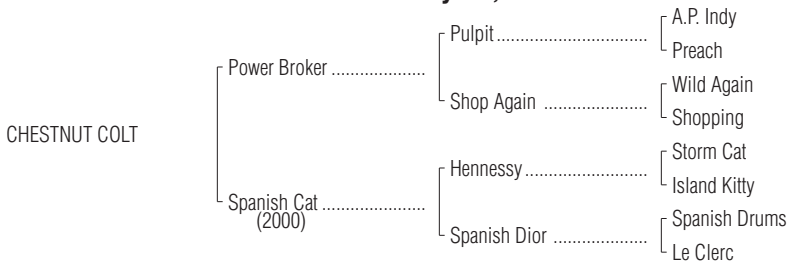 A.P. Indy
Pulpit
Preach
Power Broker
Wild Again
Shop Again
Shopping
CHESTNUT COLT
Storm Cat
Hennessy
Island Kitty
Spanish Cat
(2000)
Spanish Drums
Spanish Dior
Le Clerc